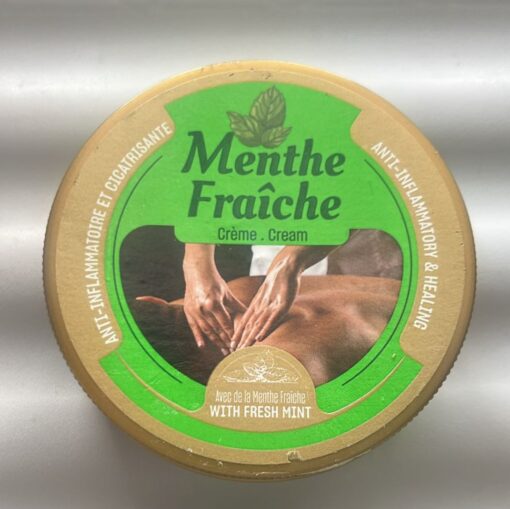 Menthe
Fraîche
Crème . Cream
ANTI-INFLAMMATOIRE ET CICATRISANTE
ANTI-INFLAMMATORY & HEALING
Avec de la Menthe Fraîche
WITH FRESH MINT